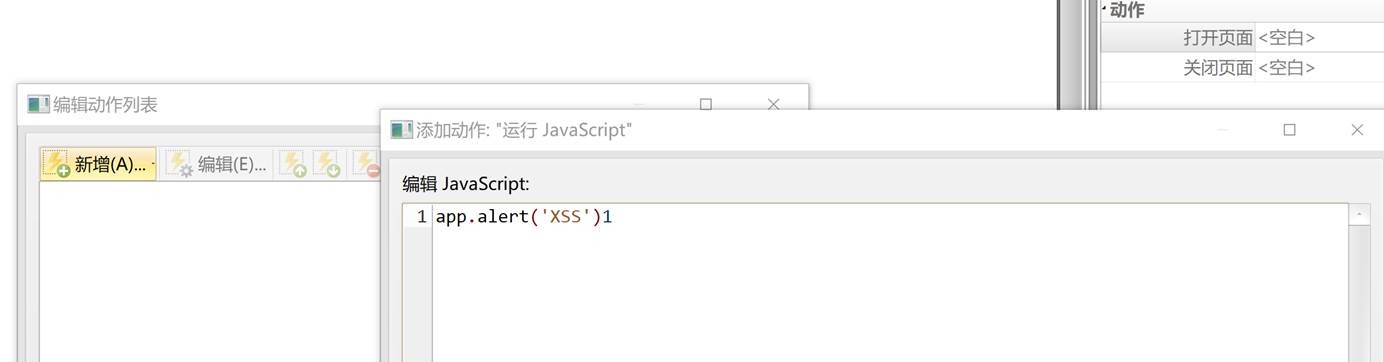 动作
打开页面 <空白>
关闭页面 <空白>
编辑动作列表
添加动作: "运行 JavaScript"
新增(A)... 编辑(E)...
编辑 JavaScript:
1 app.alert('XSS')1